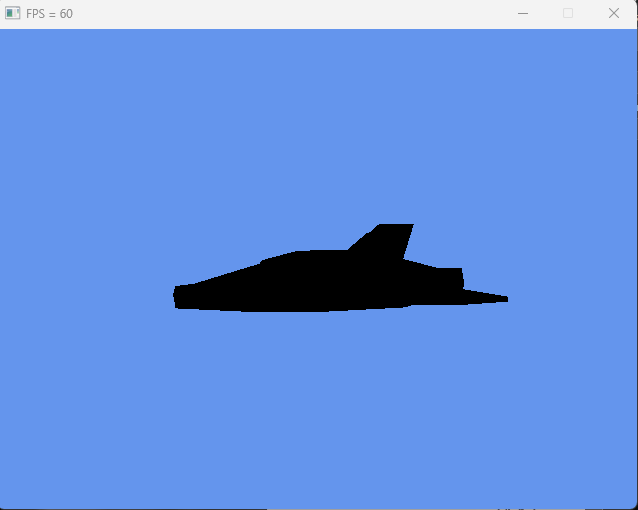 FPS = 60